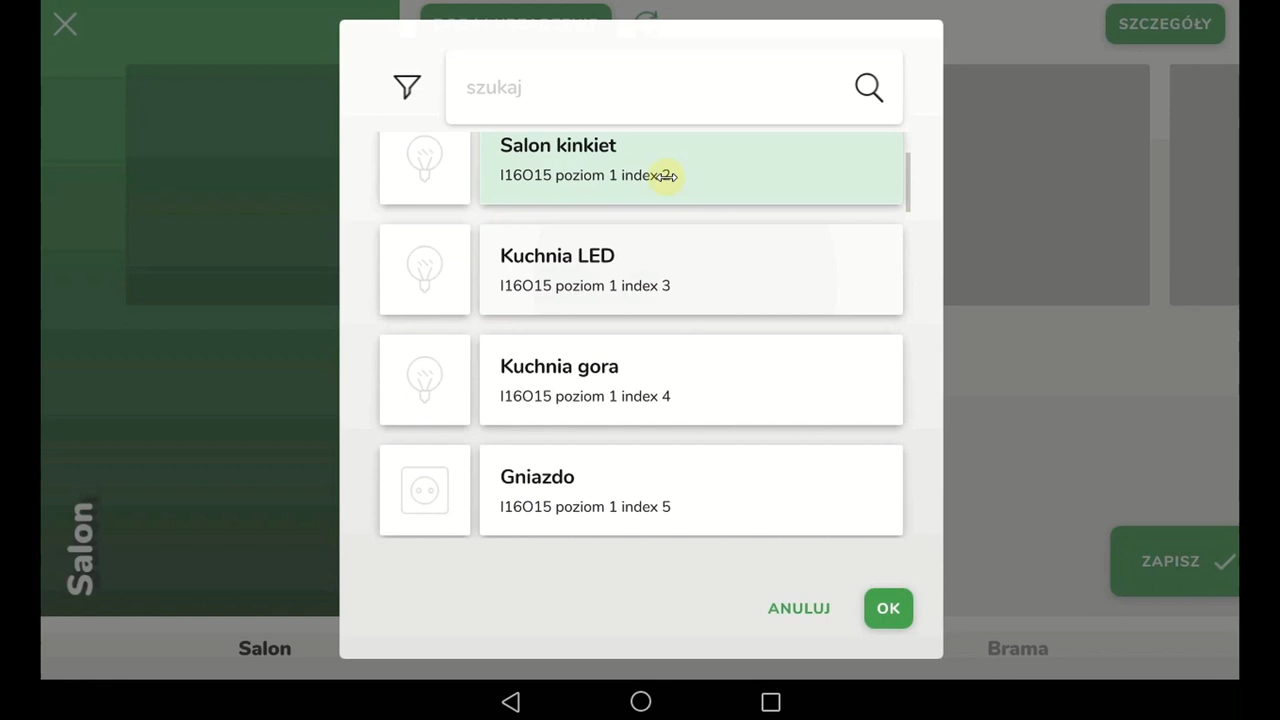 SZCZEGÓŁY
szukaj
Salon kinkiet
I16O15 poziom 1 index 2
Kuchnia LED
I16O15 poziom 1 index 3
Kuchnia gora
I16O15 poziom 1 index 4
Gniazdo
I16O15 poziom 1 index 5
Salon
ZAPISZ
ANULUJ
OK
Salon
Brama